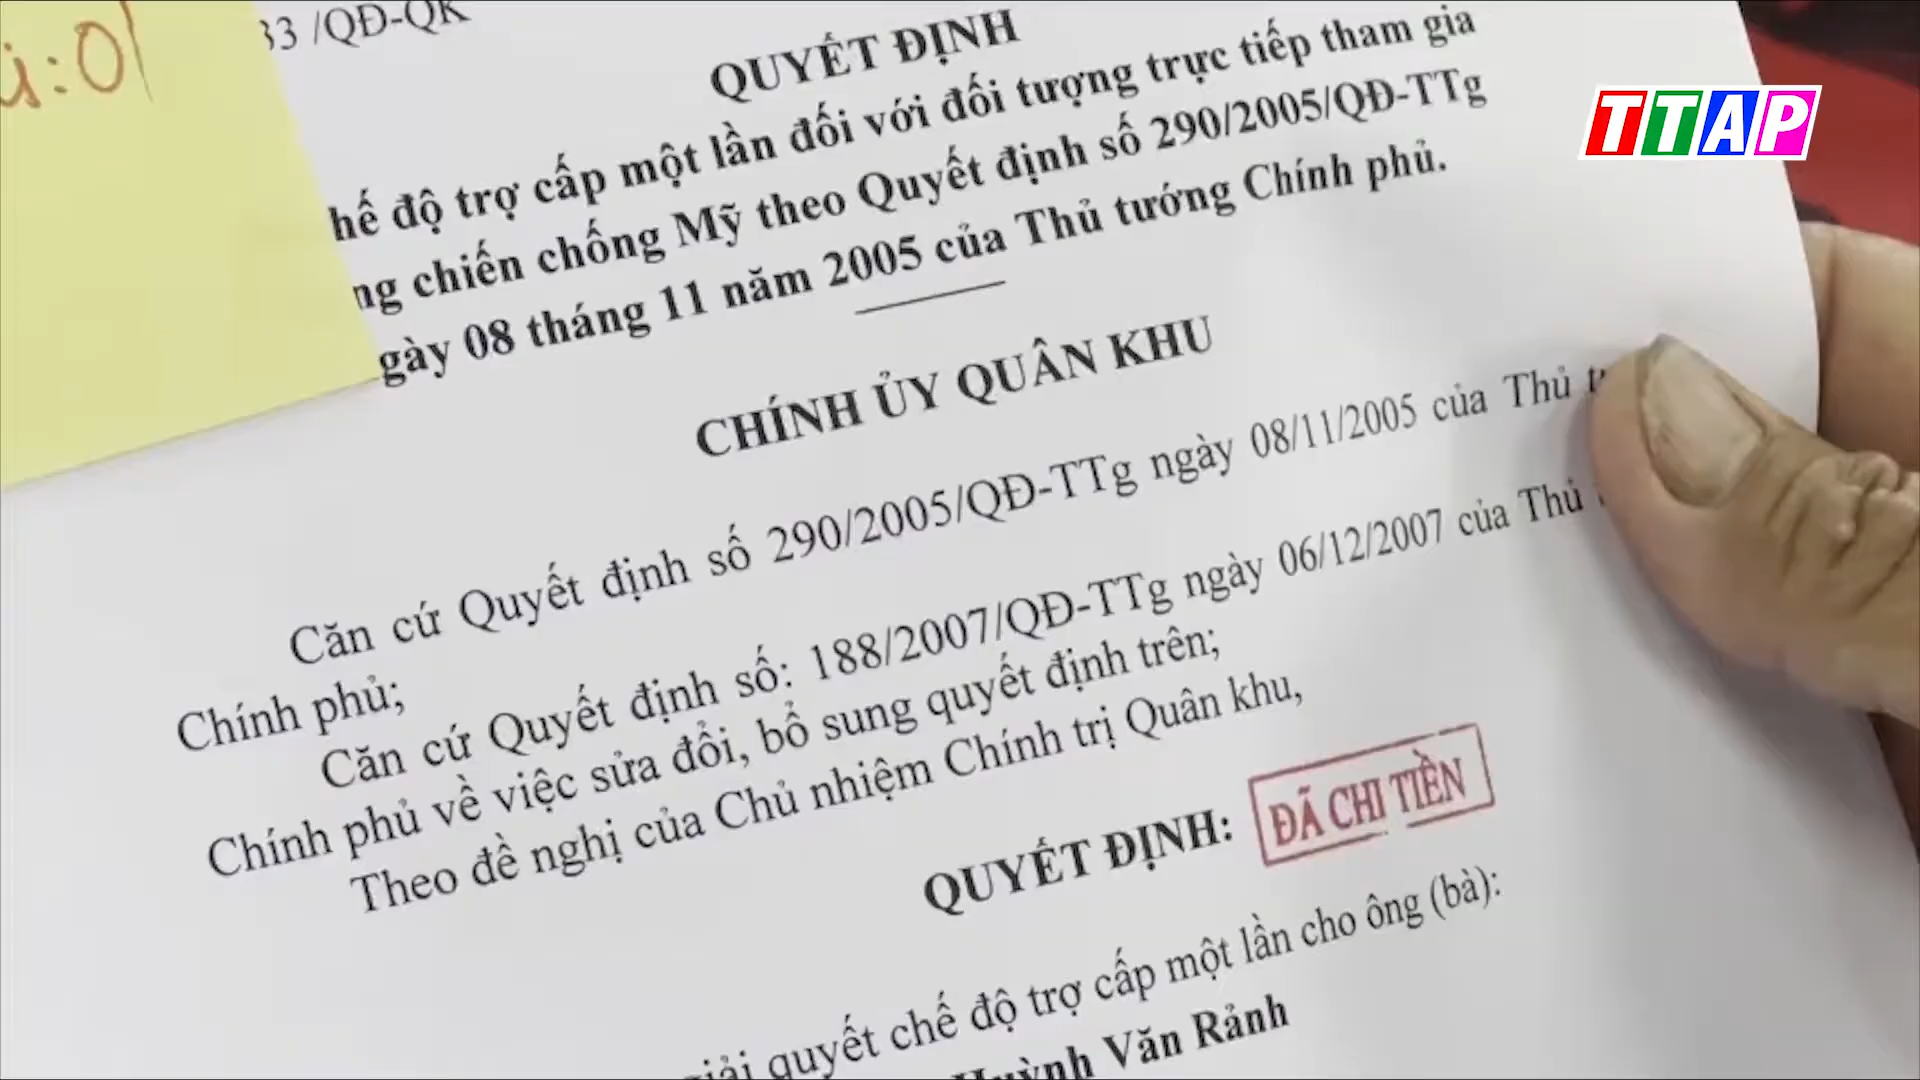 33 /QĐ-QK
QUYẾT ĐỊNH
hế độ trợ cấp một lần đối với đối tượng trực tiếp tham gia
ng chiến chống Mỹ theo Quyết định số 290/2005/QĐ-TTg
gày 08 tháng 11 năm 2005 của Thủ tướng Chính phủ.
CHÍNH ỦY QUÂN KHU
Căn cứ Quyết định số 290/2005/QĐ-TTg ngày 08/11/2005 của Thủ
Chính phủ;
Căn cứ Quyết định số: 188/2007/QĐ-TTg ngày 06/12/2007 của Thủ
Chính phủ về việc sửa đổi, bổ sung quyết định trên;
Theo đề nghị của Chủ nhiệm Chính trị Quân khu,
QUYẾT ĐỊNH:
ĐÃ CHI TIỀN
giải quyết chế độ trợ cấp một lần cho ông (bà):
Huỳnh Văn Rảnh
TTAP